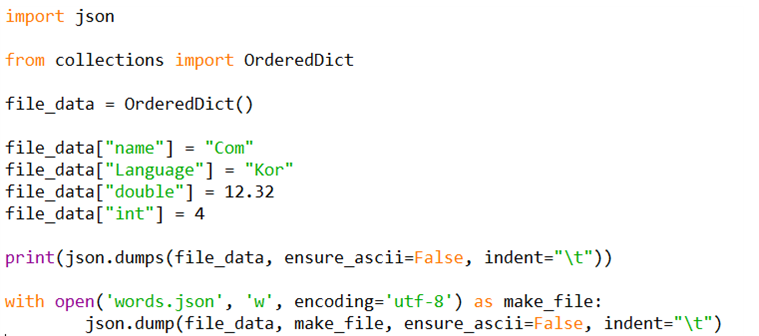 import json
from collections import OrderedDict
file_data = OrderedDict()
file_data["name"] = "Com"
file_data["Language"] = "Kor"
file_data["double"] = 12.32
file_data["int"] = 4
print(json.dumps(file_data, ensure_ascii=False, indent="\t"))
with open('words.json', 'w', encoding='utf-8') as make_file:
        json.dump(file_data, make_file, ensure_ascii=False, indent="\t")